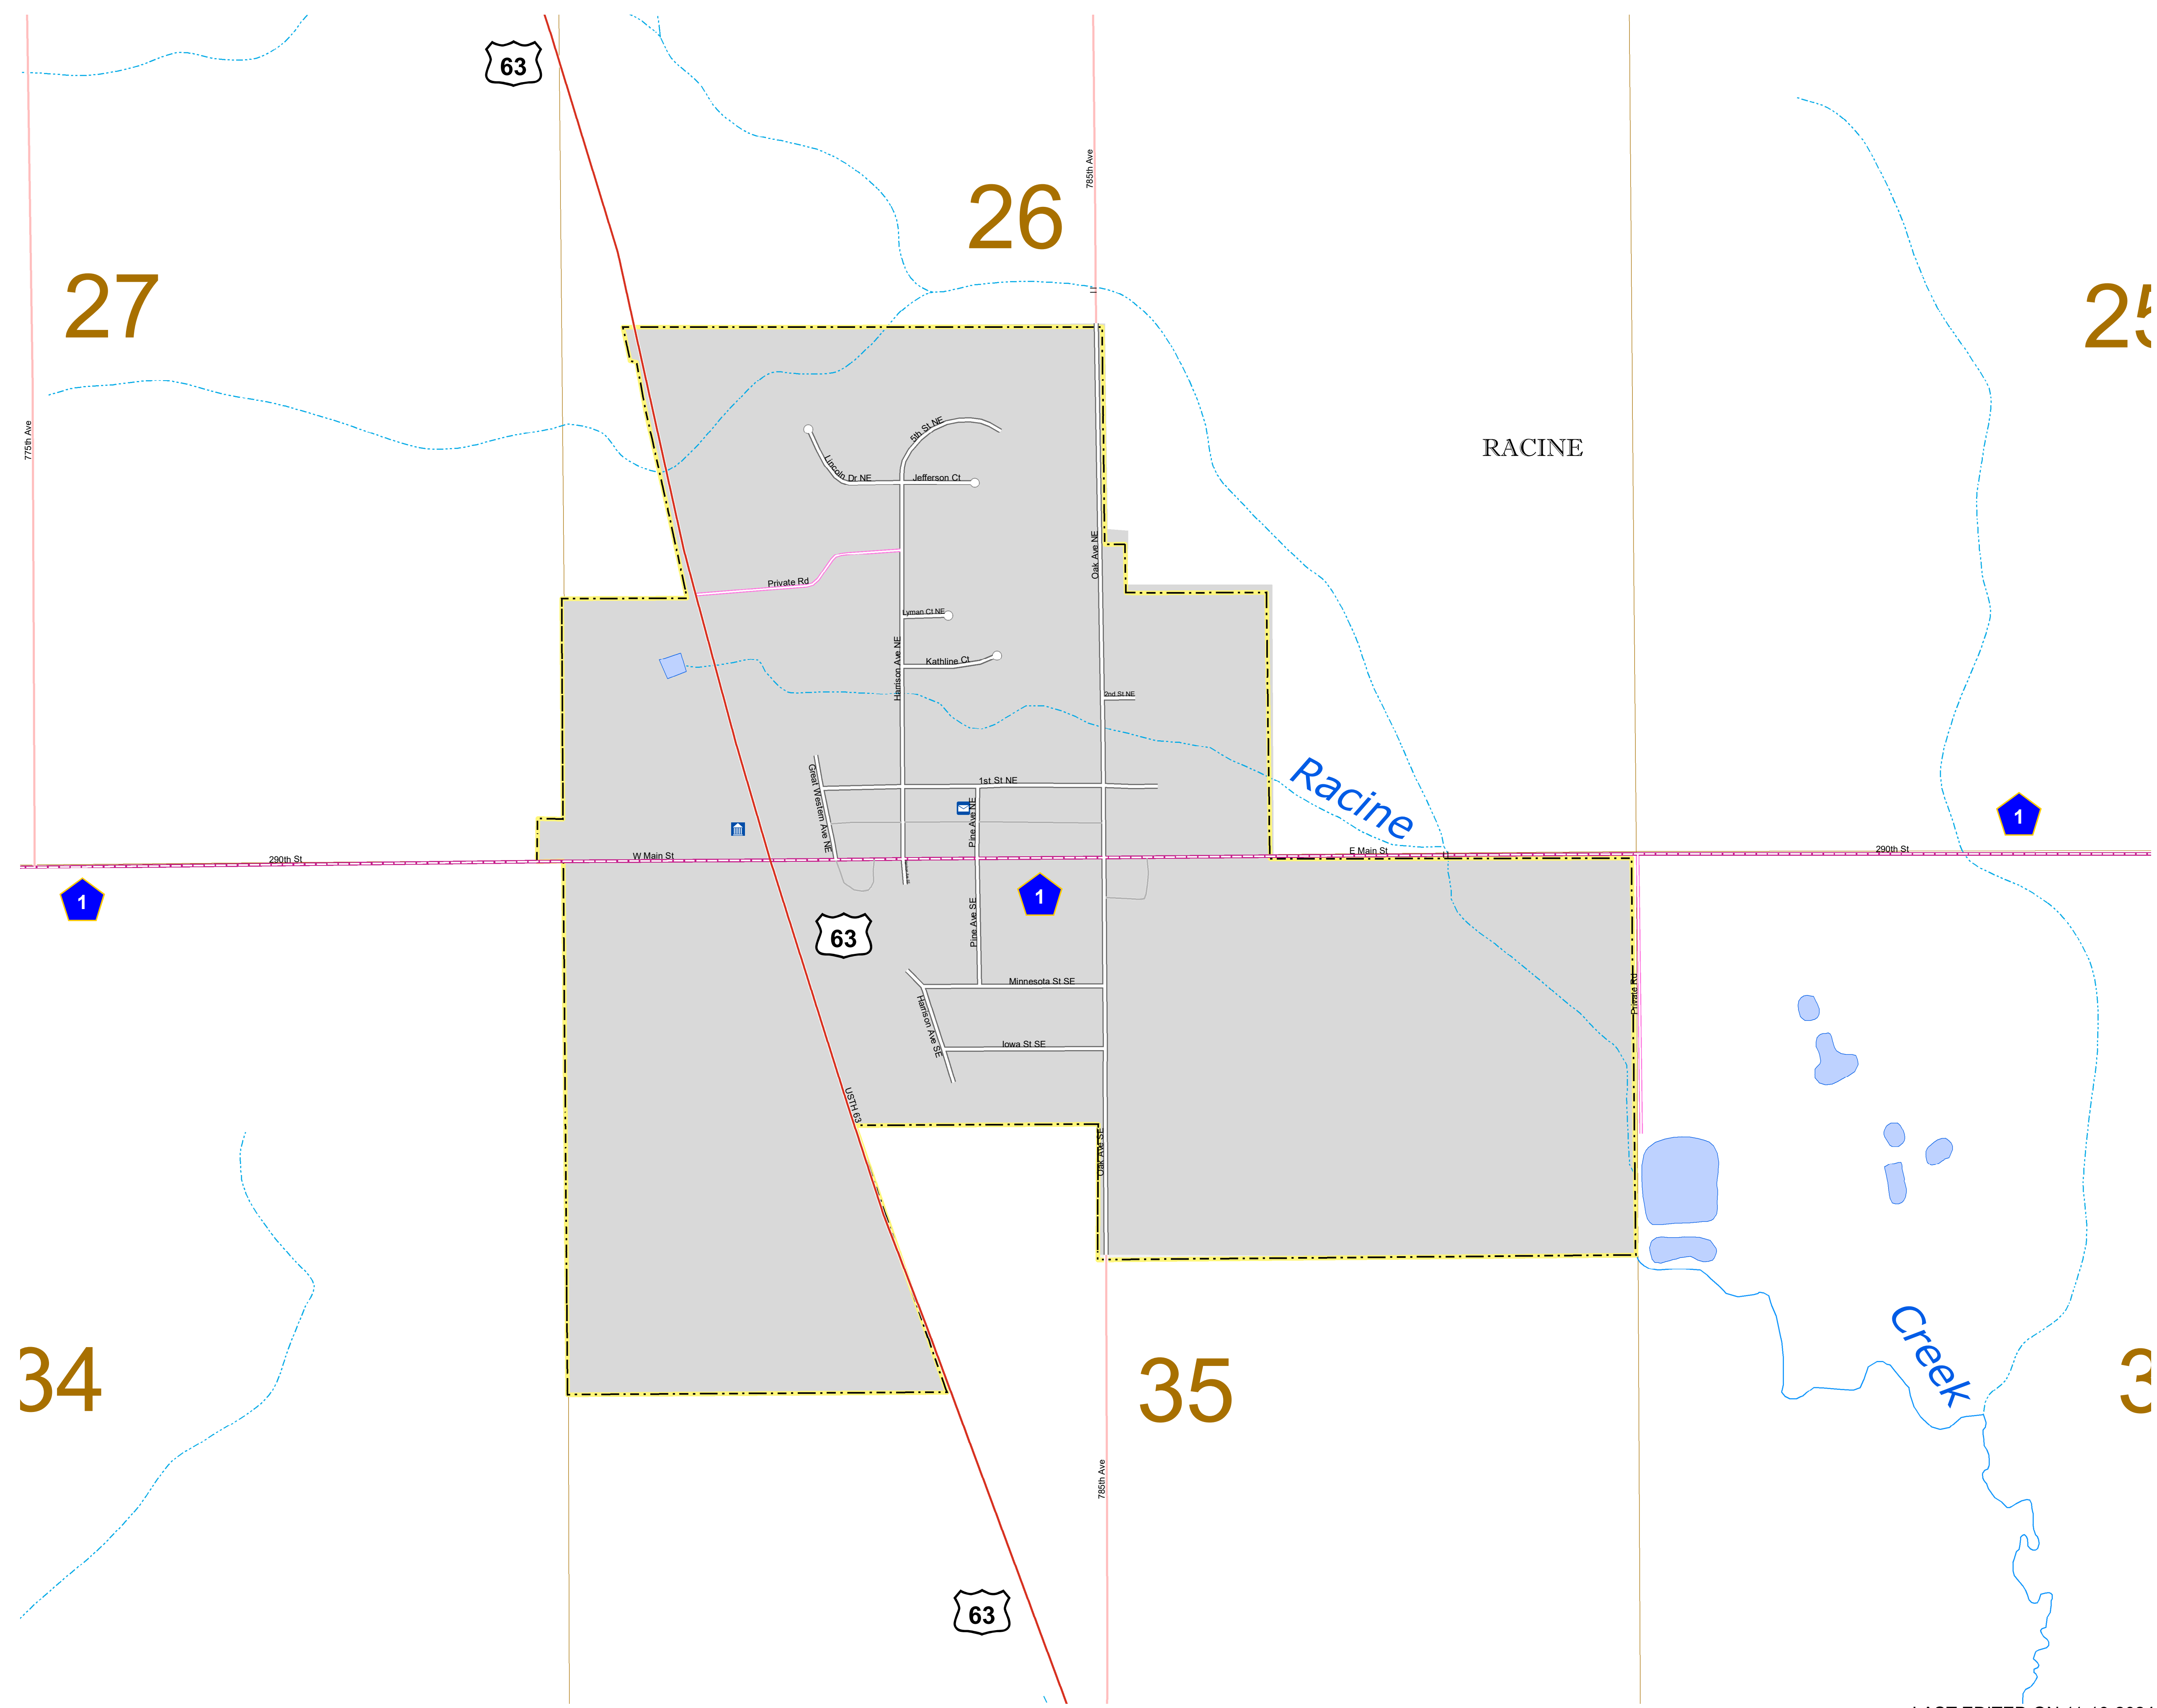 63
785th Ave
26
27
25
775th Ave
RACINE
5th St NE
Lincoln Dr NE
Jefferson Ct
Oak Ave NE
Private Rd
Lyman Ct NE
Harrison Ave NE
Kathline Ct
2nd St NE
Great Western Ave NE
1st St NE
Pine Ave NE
Racine
1
290th St
W Main St
E Main St
290th St
1
1
63
Pine Ave SE
Minnesota St SE
Harrison Ave SE
Iowa St SE
Private Rd
USTH 63
Oak Ave SE
Creek
34
35
3
785th Ave
63